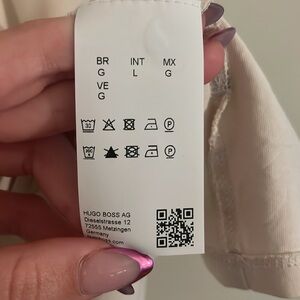 BR INT MX
G L G
VE
G
HUGO BOSS AG
Dieselstrasse 12
72555 Metzingen
Germany